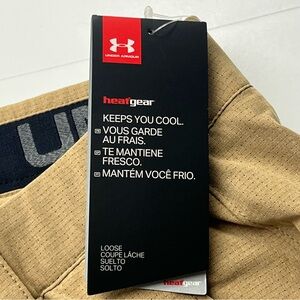 UNDER ARMOUR
heatgear
KEEPS YOU COOL.
VOUS GARDE
AU FRAIS.
TE MANTIENE
FRESCO.
MANTÉM VOCÊ FRIO.
LOOSE
COUPE LÂCHE
SUELTO
SOLTO
heatgear